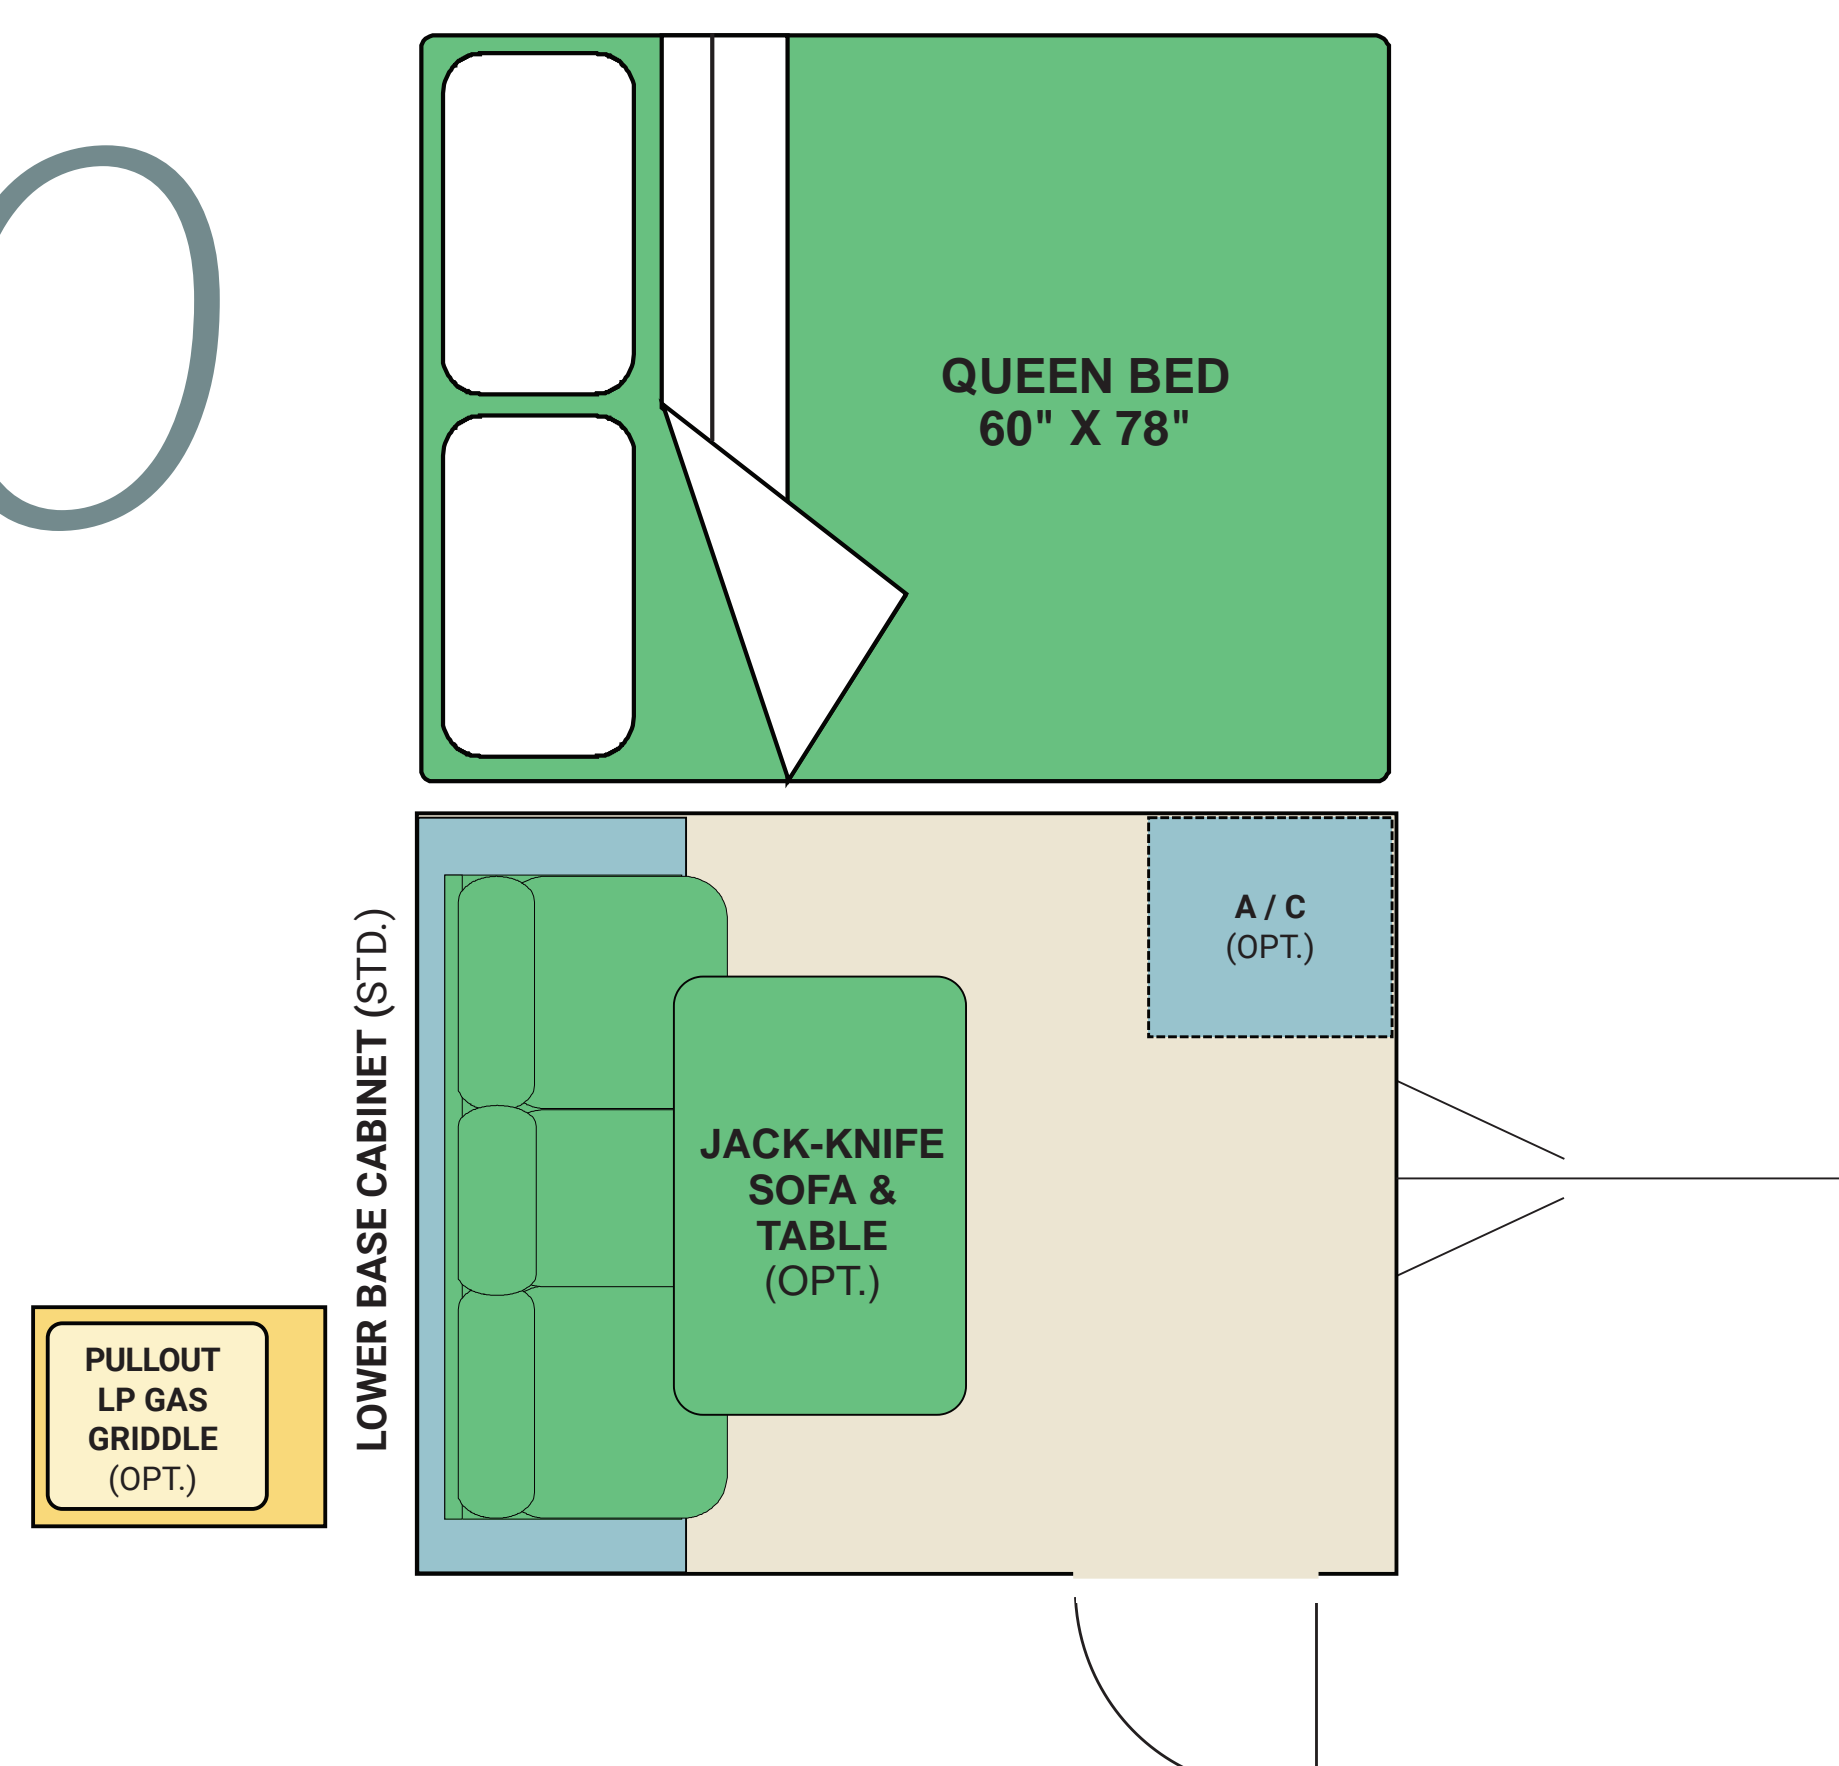 QUEEN BED
60" X 78"
A / C
(OPT.)
LOWER BASE CABINET (STD.)
JACK-KNIFE
SOFA &
TABLE
(OPT.)
PULLOUT
LP GAS
GRIDDLE
(OPT.)